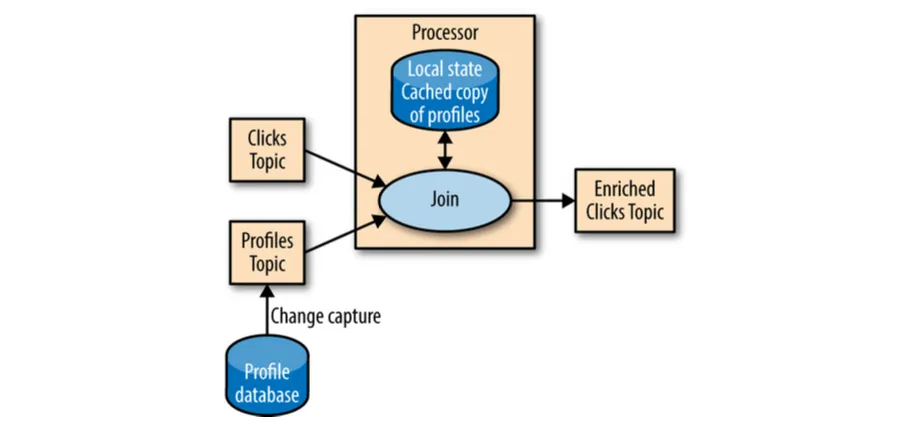 Processor
Local state
Cached copy
of profiles
Clicks
Topic
Join
Enriched
Clicks Topic
Profiles
Topic
Change capture
Profile
database